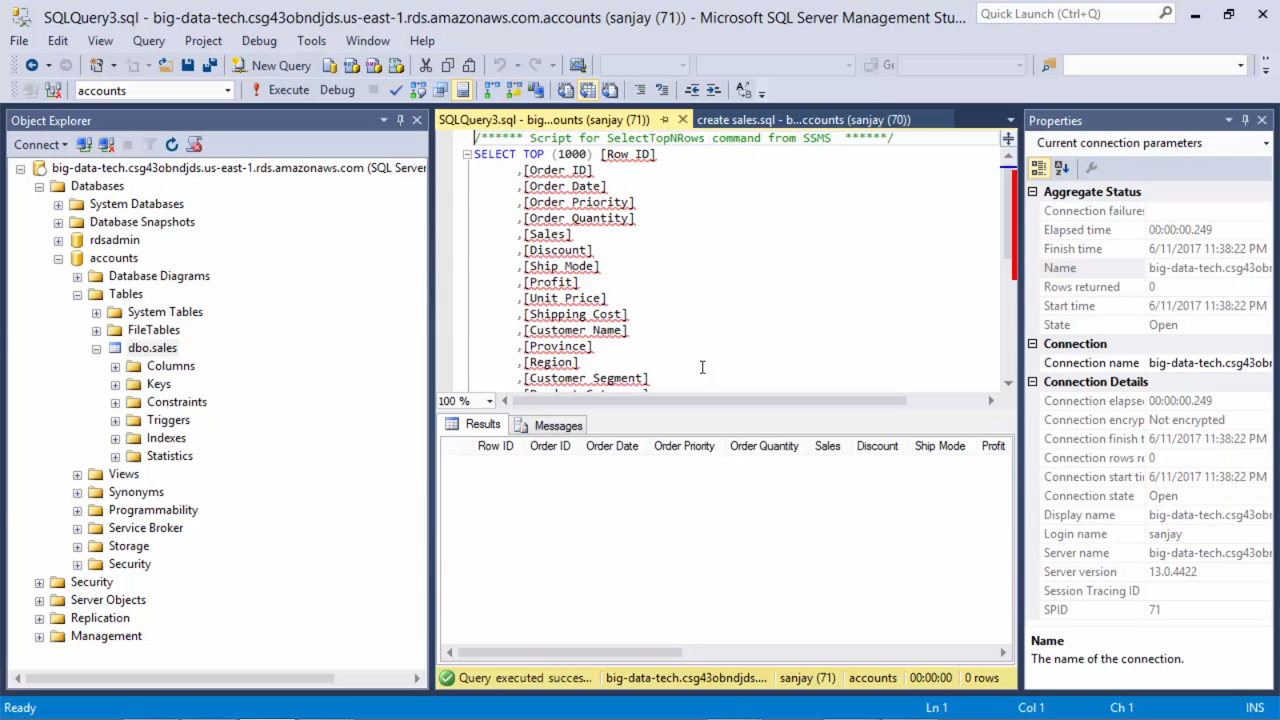 SQLQuery3.sql - big-data-tech.csg43obndjds.us-east-1.rds.amazonaws.com.accounts (sanjay (71)) - Microsoft SQL Server Management Stu...
Quick Launch (Ctrl+Q)
File Edit View Query Project Debug Tools Window Help
New Query
accounts
Execute Debug
Object Explorer
Connect
big-data-tech.csg43obndjds.us-east-1.rds.amazonaws.com (SQL Server
Databases
System Databases
Database Snapshots
rdsadmin
accounts
Database Diagrams
Tables
System Tables
FileTables
dbo.sales
Columns
Keys
Constraints
Triggers
Indexes
Statistics
Views
Synonyms
Programmability
Service Broker
Storage
Security
Security
Server Objects
Replication
Management
SQLQuery3.sql - big...ounts (sanjay (71))
create sales.sql - b...ccounts (sanjay (70))
/****** Script for SelectTopNRows command from SSMS ******/
SELECT TOP (1000) [Row ID]
,[Order ID]
,[Order Date]
,[Order Priority]
,[Order Quantity]
,[Sales]
,[Discount]
,[Ship Mode]
,[Profit]
,[Unit Price]
,[Shipping Cost]
,[Customer Name]
,[Province]
,[Region]
,[Customer Segment]
100 %
Results Messages
Row ID Order ID Order Date Order Priority Order Quantity Sales Discount Ship Mode Profit
Query executed succes... big-data-tech.csg43obndjds.... sanjay (71) accounts 00:00:00 0 rows
Properties
Current connection parameters
Aggregate Status
Connection failures
Elapsed time 00:00:00.249
Finish time 6/11/2017 11:38:22 PM
Name big-data-tech.csg43obn
Rows returned 0
Start time 6/11/2017 11:38:22 PM
State Open
Connection
Connection name big-data-tech.csg43obn
Connection Details
Connection elapse 00:00:00.249
Connection encryp Not encrypted
Connection finish t 6/11/2017 11:38:22 PM
Connection rows re 0
Connection start ti 6/11/2017 11:38:22 PM
Connection state Open
Display name big-data-tech.csg43obn
Login name sanjay
Server name big-data-tech.csg43obn
Server version 13.0.4422
Session Tracing ID
SPID 71
Name
The name of the connection.
Ready Ln 1 Col 1 Ch 1 INS